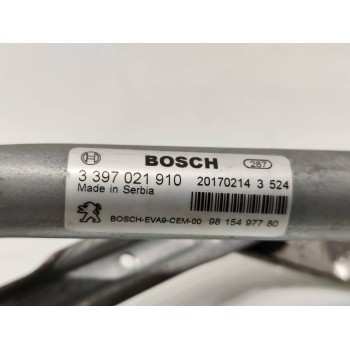 BOSCH 287
3 397 021 910 20170214 3 524
Made in Serbia
BOSCH-EVA9-CEM-00 98 154 977 80